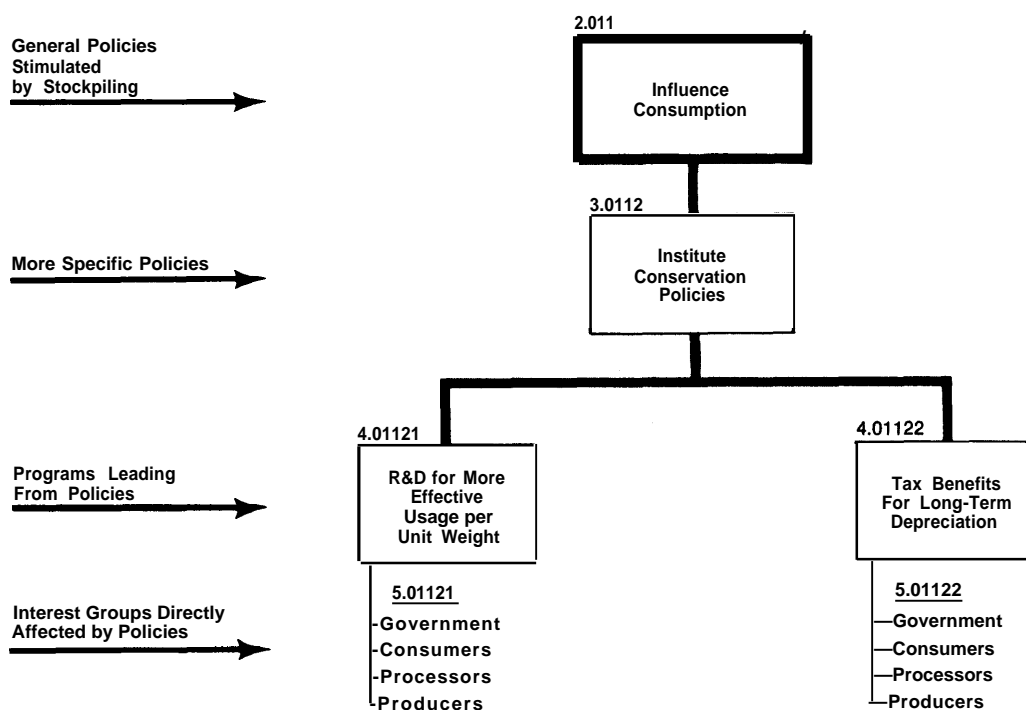 General Policies
Stimulated
by Stockpiling
2.011
Influence
Consumption
More Specific Policies
3.0112
Institute
Conservation
Policies
Programs Leading
From Policies
4.01121
R&D for More
Effective
Usage per
Unit Weight
4.01122
Tax Benefits
For Long-Term
Depreciation
Interest Groups Directly
Affected by Policies
5.01121
-Government
-Consumers
-Processors
-Producers
5.01122
—Government
—Consumers
—Processors
—Producers